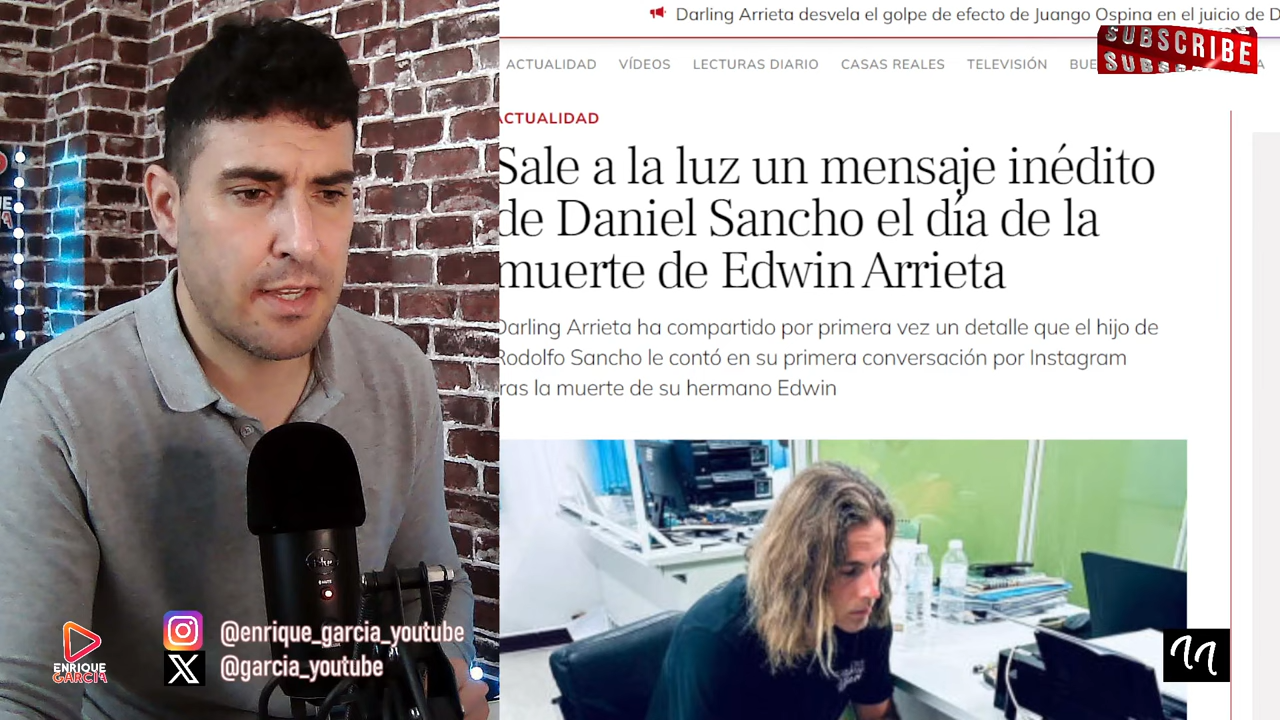 Darling Arrieta desvela el golpe de efecto de Juango Ospina en el juicio de D
SUBSCRIBE
ACTUALIDAD VÍDEOS LECTURAS DIARIO CASAS REALES TELEVISIÓN BUE
ACTUALIDAD
Sale a la luz un mensaje inédito
de Daniel Sancho el día de la
muerte de Edwin Arrieta
Darling Arrieta ha compartido por primera vez un detalle que el hijo de
Rodolfo Sancho le contó en su primera conversación por Instagram
ras la muerte de su hermano Edwin
@enrique_garcia_youtube
@garcia_youtube
ENRIQUE
GARCIA